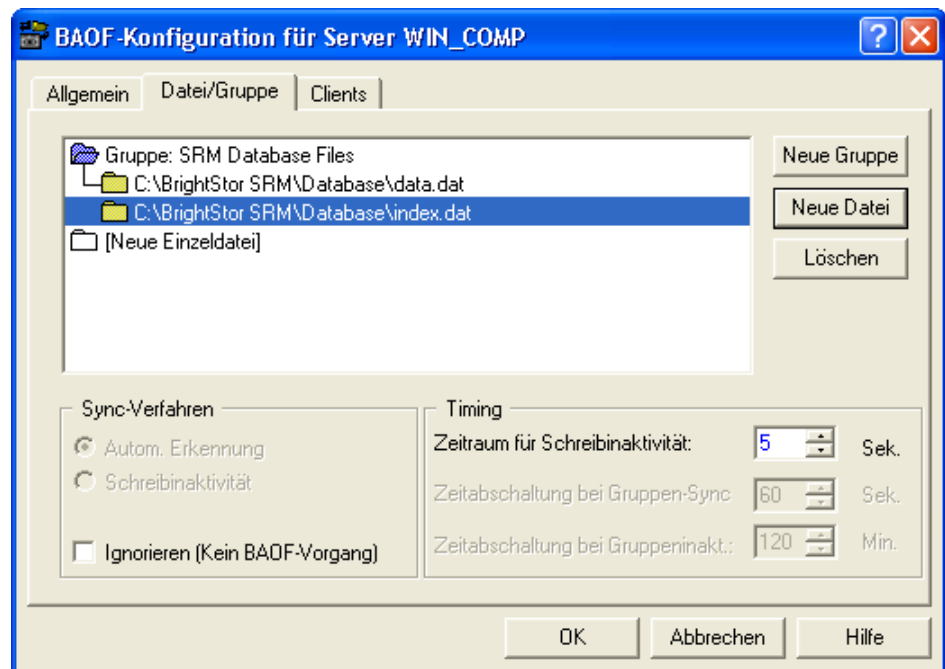 BAOF-Konfiguration für Server WIN_COMP
Allgemein
Datei/Gruppe
Clients
Gruppe: SRM Database Files
C:\BrightStor SRM\Database\data.dat
C:\BrightStor SRM\Database\index.dat
[Neue Einzeldatei]
Neue Gruppe
Neue Datei
Löschen
Sync-Verfahren
Autom. Erkennung
Schreibinaktivität
Ignorieren (Kein BAOF-Vorgang)
Timing
Zeitraum für Schreibinaktivität: 5 Sek.
Zeitabschaltung bei Gruppen-Sync 60 Sek.
Zeitabschaltung bei Gruppeninakt.: 120 Min.
OK
Abbrechen
Hilfe